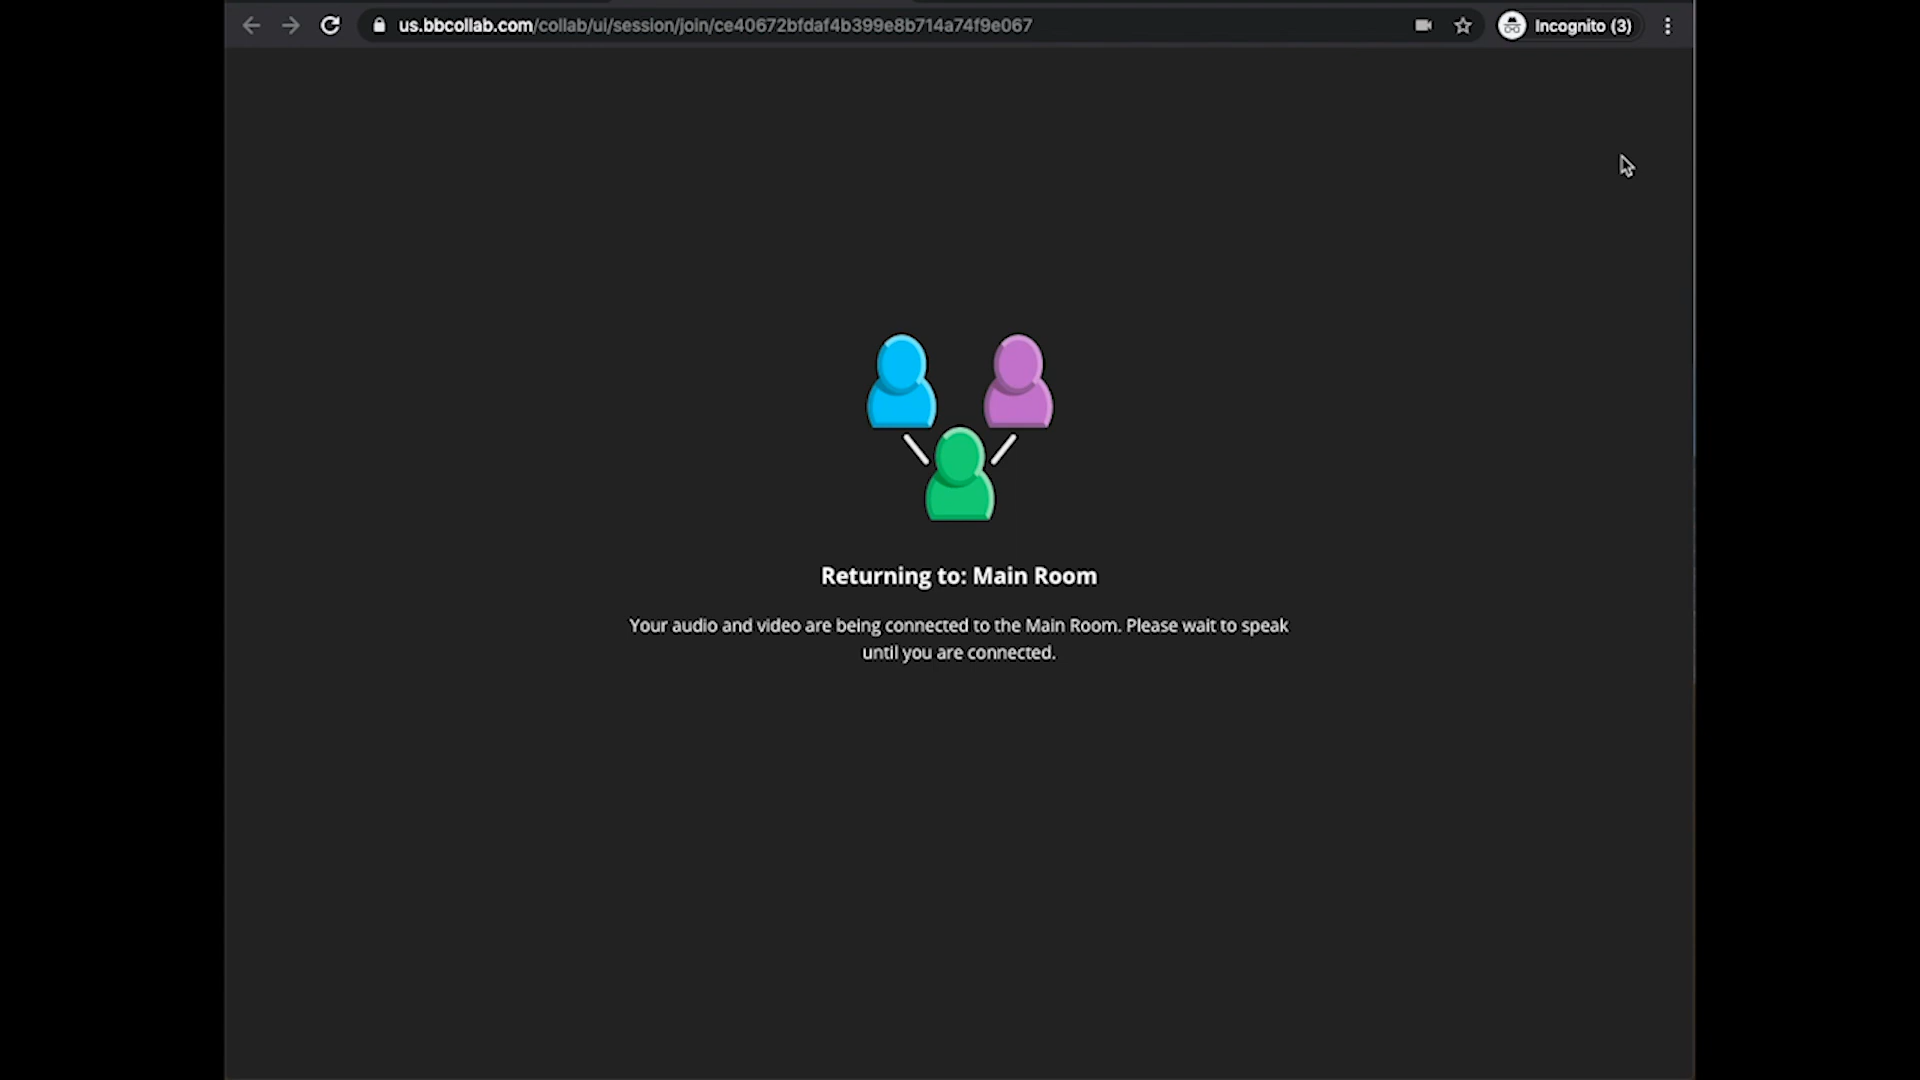 us.bbcollab.com/collab/ui/session/join/ce40672bfdaf4b399e8b714a74f9e067
Incognito (3)
Returning to: Main Room
Your audio and video are being connected to the Main Room. Please wait to speak
until you are connected.